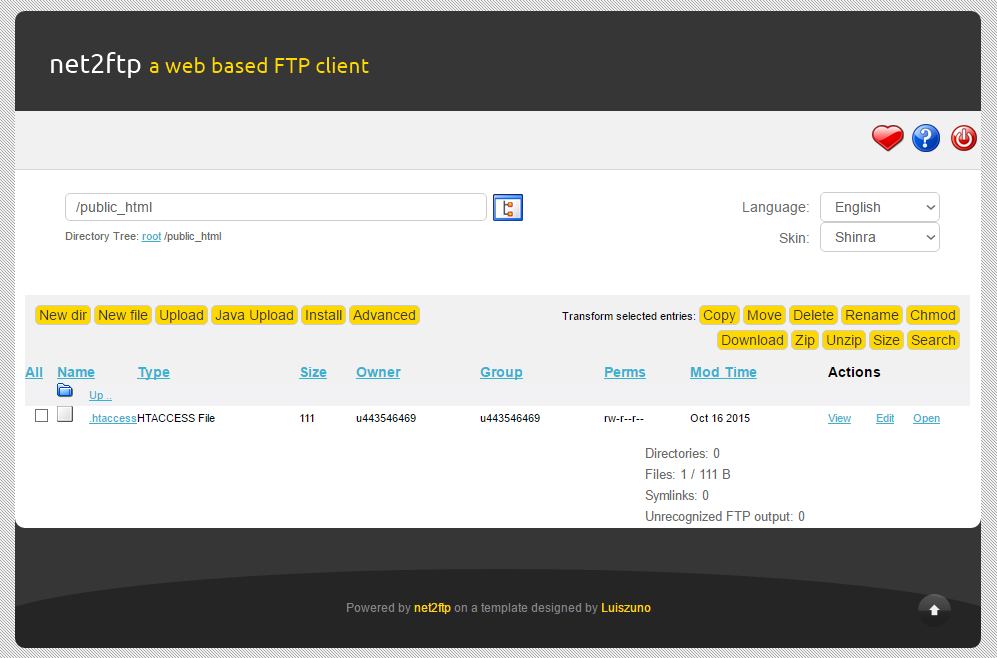 net2ftp a web based FTP client
/public_html
Language: English
Directory Tree: root /public_html
Skin: Shinra
New dir New file Upload Java Upload Install Advanced
Transform selected entries: Copy Move Delete Rename Chmod
Download Zip Unzip Size Search
All Name Type Size Owner Group Perms Mod Time Actions
Up ..
.htaccess HTACCESS File 111 u443546469 u443546469 rw-r--r-- Oct 16 2015 View Edit Open
Directories: 0
Files: 1 / 111 B
Symlinks: 0
Unrecognized FTP output: 0
Powered by net2ftp on a template designed by Luiszuno